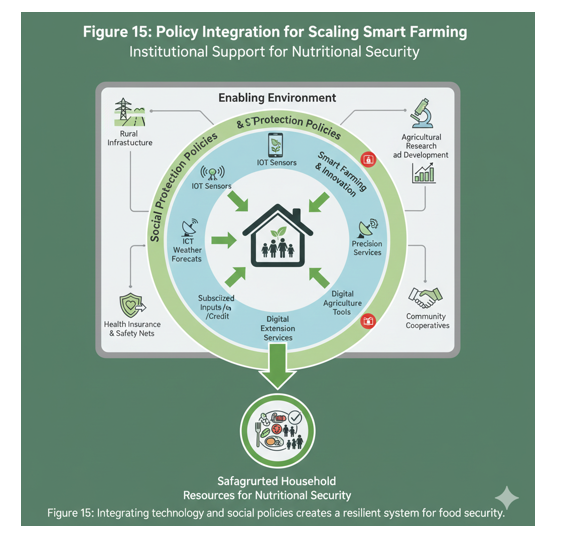 Figure 15: Policy Integration for Scaling Smart Farming
Institutional Support for Nutritional Security
Enabling Environment
Rural
Infrastucture
Social Protection Policies
Protection Policies
Agricultural
Research
ad Development
IOT Sensors
IOT Sensors
Smart Farming
& Innovation
ICT
Weather
Forecats
Precision
Services
Subscized
Inputs
/Credit
Digital
Extension
Services
Digital
Agriculture
Tools
Health Insurance
& Safety Nets
Community
Cooperatives
Safagrurted Household
Resources for Nutritional Security
Figure 15: Integrating technology and social policies creates a resilient system for food security.